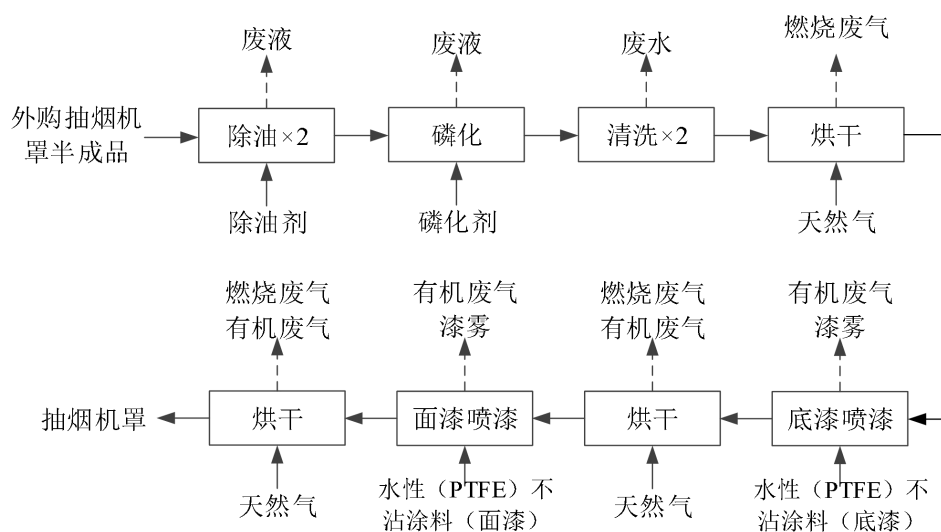 废液
废液
废水
燃烧废气
外购抽烟机
罩半成品
除油×2
磷化
清洗×2
烘干
除油剂
磷化剂
天然气
燃烧废气
有机废气
有机废气
漆雾
燃烧废气
有机废气
有机废气
漆雾
抽烟机罩
烘干
面漆喷漆
烘干
底漆喷漆
天然气
水性（PTFE）不
沾涂料（面漆）
天然气
水性（PTFE）不
沾涂料（底漆）